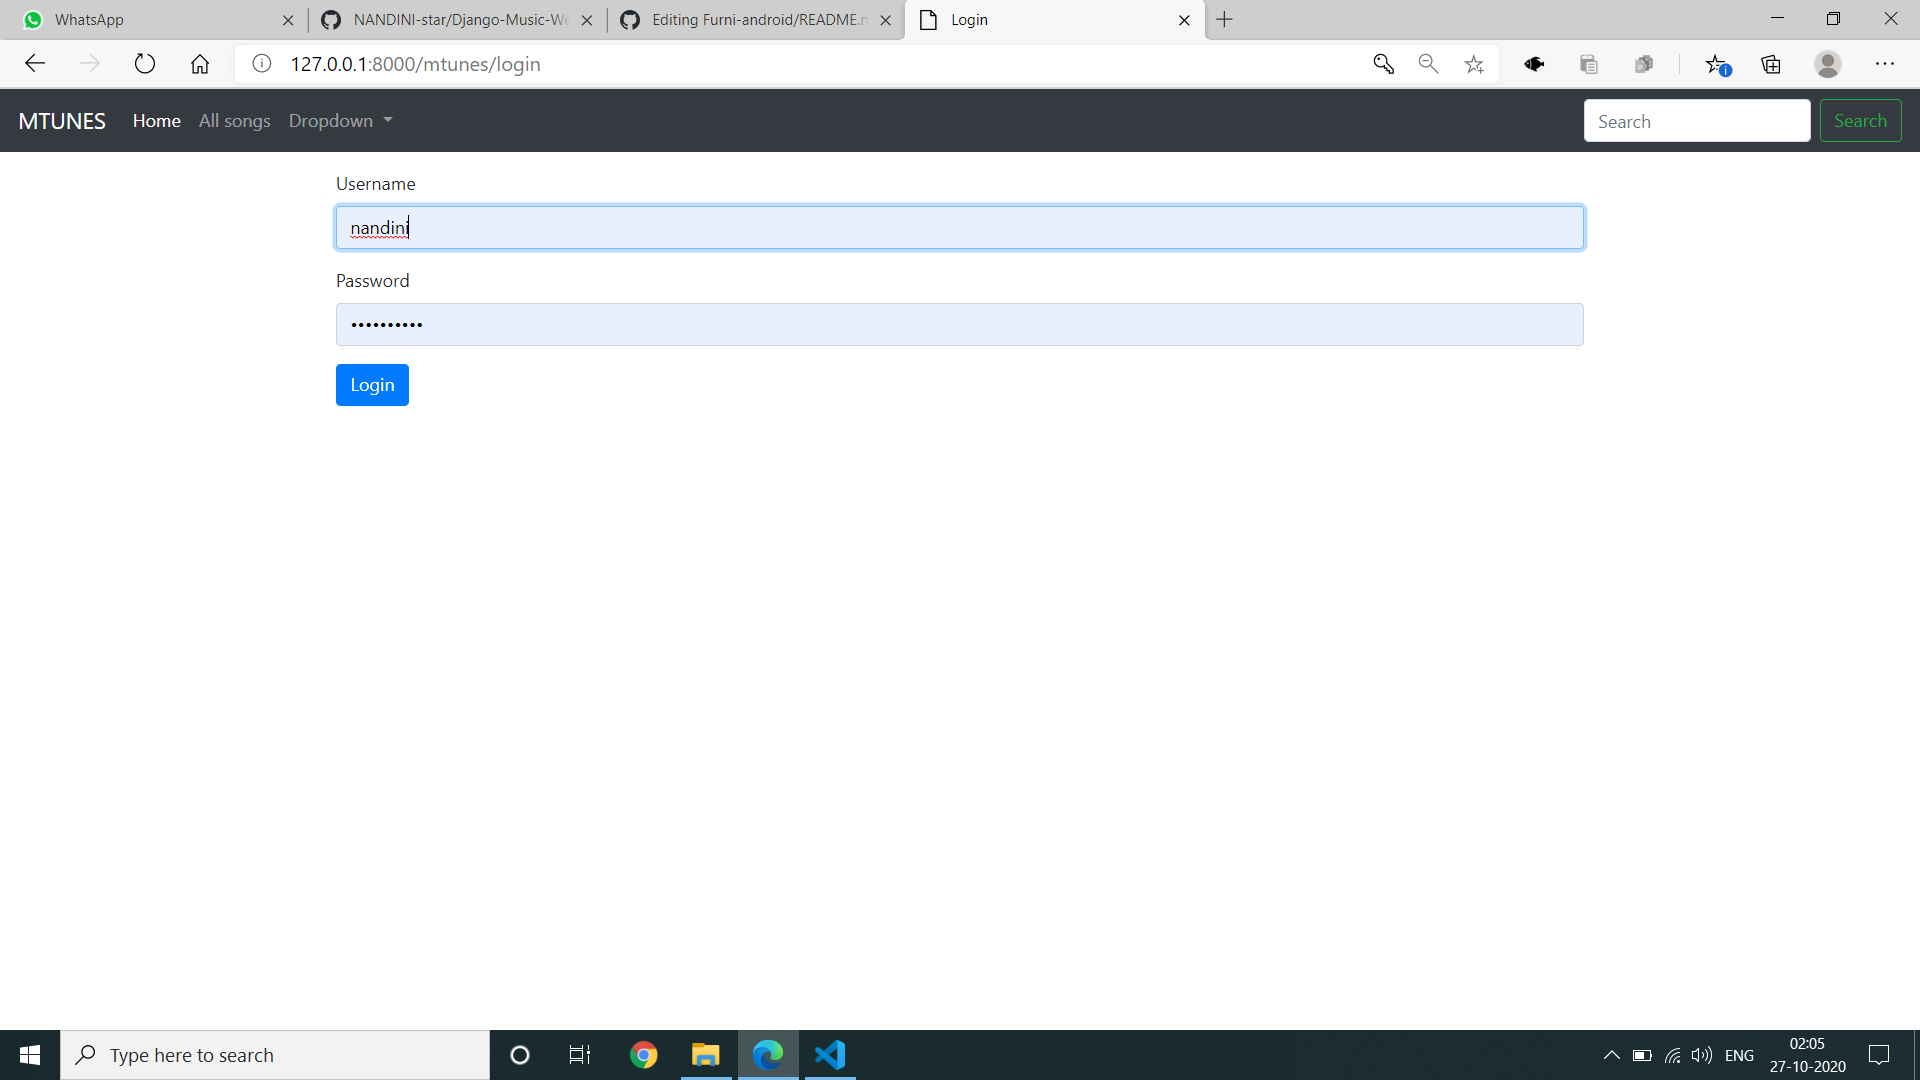 WhatsApp
NANDINI-star/Django-Music-We
Editing Furni-android/README.m
Login
127.0.0.1:8000/mtunes/login
MTUNES Home All songs Dropdown Search Search
Username
nandini
Password
••••••••••
Login
Type here to search
ENG
02:05
27-10-2020